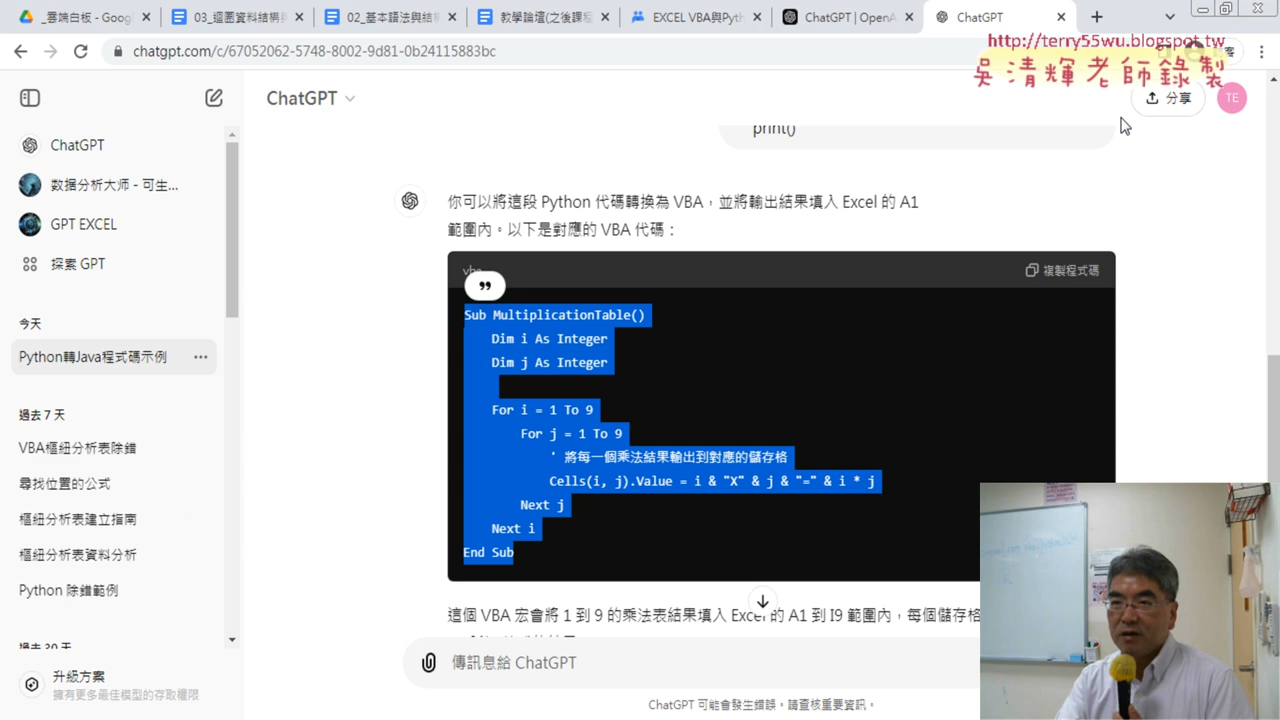 _雲端白板 - Goog
03_迴圈資料結構與
02_基本語法與結構
教學論壇(之後課程
EXCEL VBA與Pyth
ChatGPT | OpenA
ChatGPT
chatgpt.com/c/67052062-5748-8002-9d81-0b24115883bc
http://terry55wu.blogspot.tw
吳清輝老師錄製
ChatGPT
分享
TE
ChatGPT
数据分析大师 - 可生...
GPT EXCEL
探索 GPT
今天
Python轉Java程式碼示例
過去 7 天
VBA樞紐分析表除錯
尋找位置的公式
樞紐分析表建立指南
樞紐分析表資料分析
Python 除錯範例
過去 30 天
升級方案
擁有更多最佳模型的存取權限
print()
你可以將這段 Python 代碼轉換為 VBA，並將輸出結果填入 Excel 的 A1
範圍內。以下是對應的 VBA 代碼：
vba
複製程式碼
Sub MultiplicationTable()
Dim i As Integer
Dim j As Integer
For i = 1 To 9
For j = 1 To 9
' 將每一個乘法結果輸出到對應的儲存格
Cells(i, j).Value = i & "X" & j & "=" & i * j
Next j
Next i
End Sub
這個 VBA 宏會將 1 到 9 的乘法表結果填入 Excel 的 A1 到 I9 範圍內，每個儲存格
傳訊息給 ChatGPT
ChatGPT 可能會發生錯誤。請查核重要資訊。